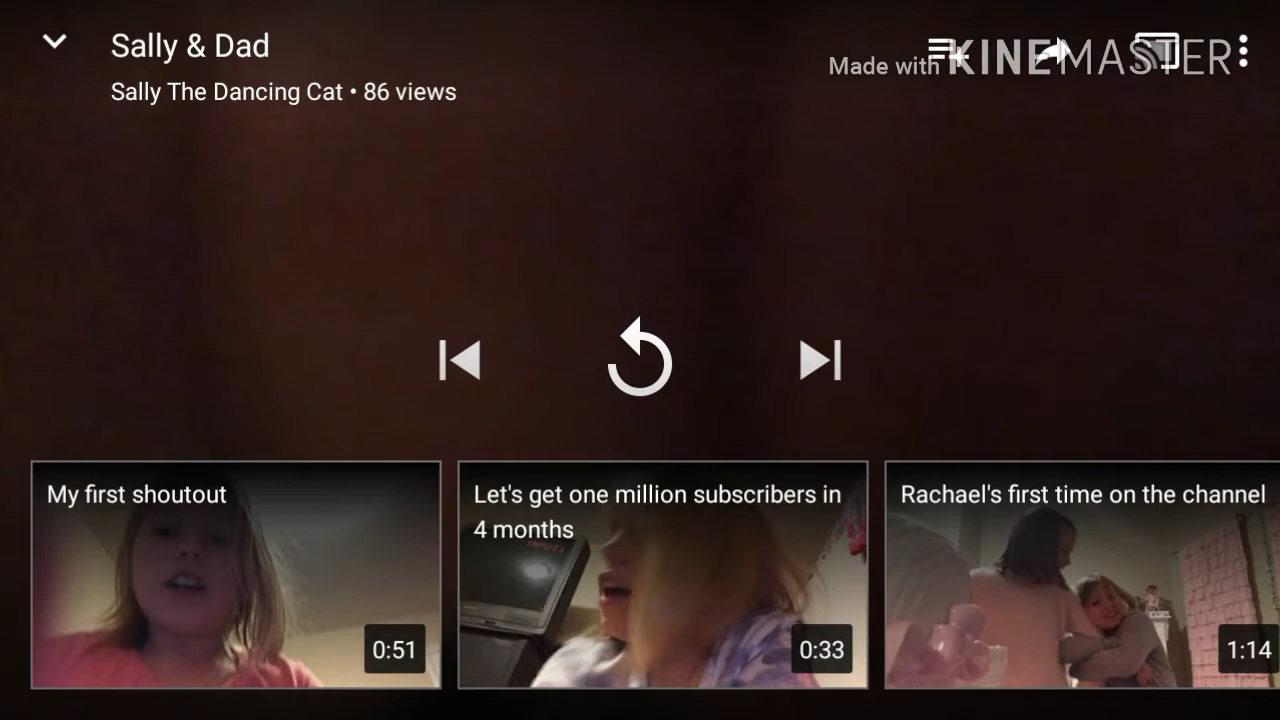 Sally & Dad
Made with KINEMASTER
Sally The Dancing Cat • 86 views
My first shoutout
Let's get one million subscribers in
4 months
Rachael's first time on the channel
0:51
0:33
1:14